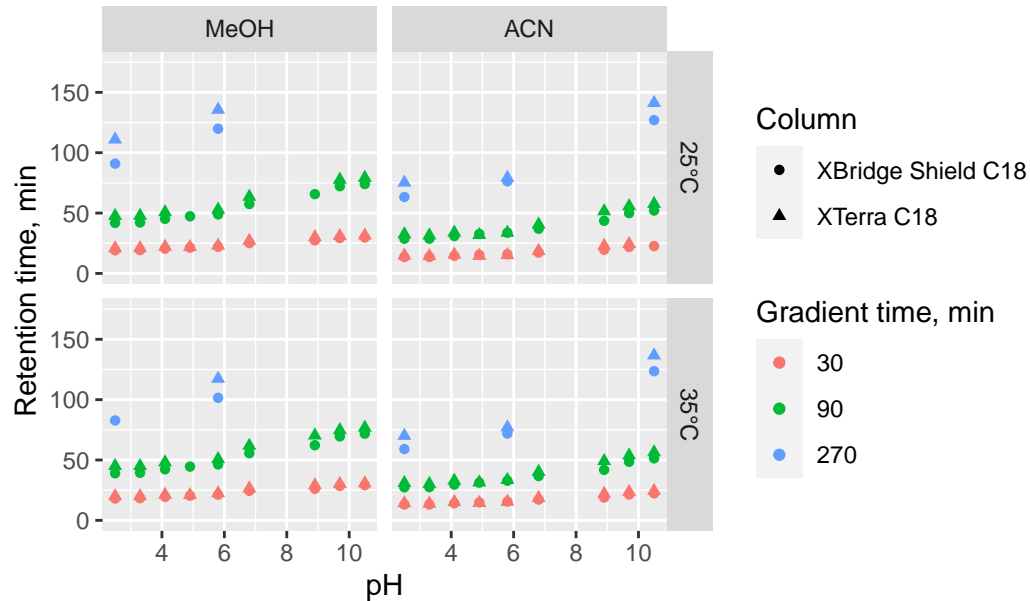 MeOH
ACN
150
100
50
0
25°C
150
100
50
0
35°C
4 6 8 10
4 6 8 10
pH
Retention time, min
Column
XBridge Shield C18
XTerra C18
Gradient time, min
30
90
270